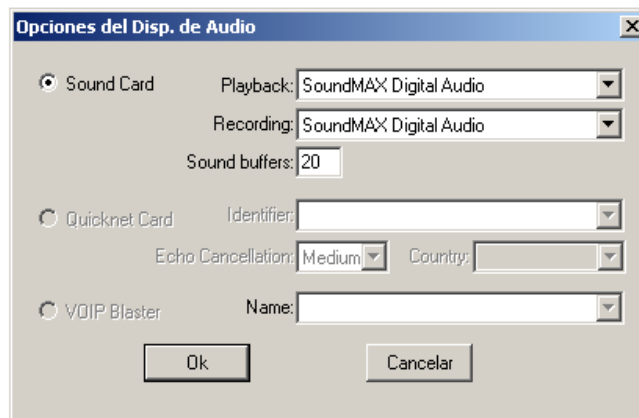 Opciones del Disp. de Audio
Sound Card Playback: SoundMAX Digital Audio
Recording: SoundMAX Digital Audio
Sound buffers: 20
Quicknet Card Identifier:
Echo Cancellation: Medium Country:
VOIP Blaster Name:
Ok Cancelar